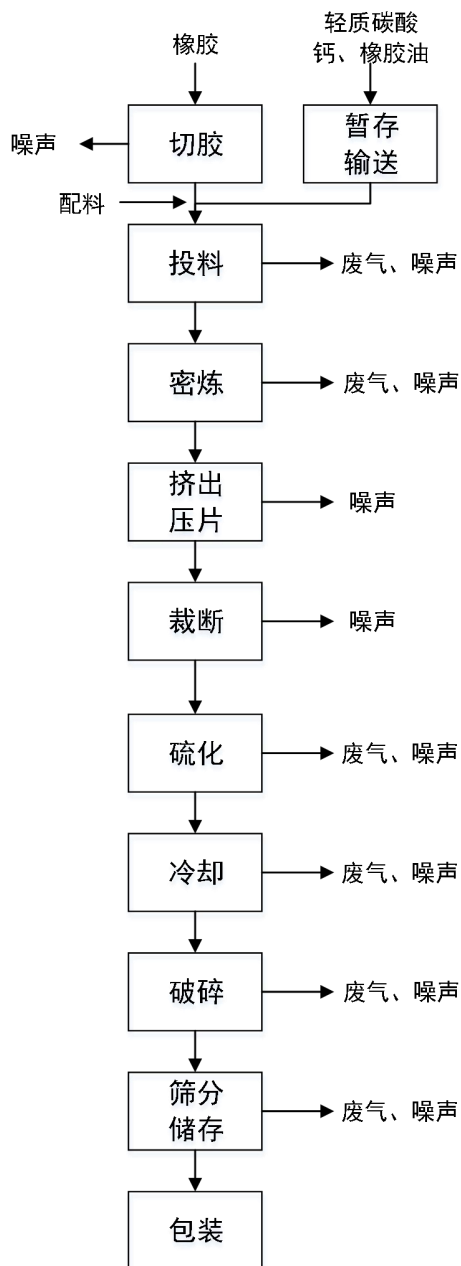 橡胶
轻质碳酸
钙、橡胶油
噪声
切胶
暂存
输送
配料
投料
废气、噪声
密炼
废气、噪声
挤出
压片
噪声
裁断
噪声
硫化
废气、噪声
冷却
废气、噪声
破碎
废气、噪声
筛分
储存
废气、噪声
包装